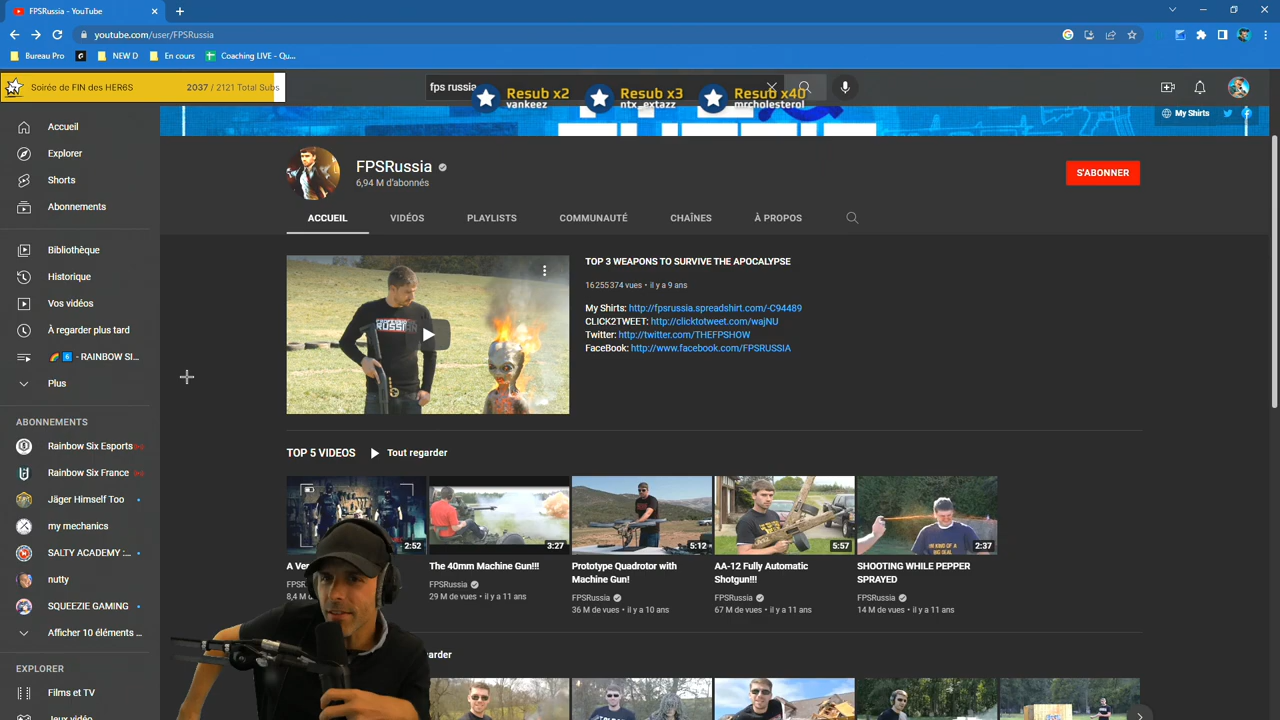 FPSRussia - YouTube
youtube.com/user/FPSRussia
Bureau Pro
NEW D
En cours
Coaching LIVE - Qu...
Soirée de FIN des HER6S 2037 / 2121 Total Subs
fps russia
Resub x2
vankeez
Resub x3
ntx_extazz
Resub x40
mrcholesterol
My Shirts
Accueil
Explorer
Shorts
Abonnements
Bibliothèque
Historique
Vos vidéos
À regarder plus tard
6 - RAINBOW SI...
Plus
ABONNEMENTS
Rainbow Six Esports
Rainbow Six France
Jäger Himself Too
my mechanics
SALTY ACADEMY :...
nutty
SQUEEZIE GAMING
Afficher 10 éléments ...
EXPLORER
Films et TV
FPSRussia
6,94 M d'abonnés
S'ABONNER
ACCUEIL
VIDÉOS
PLAYLISTS
COMMUNAUTÉ
CHAÎNES
À PROPOS
TOP 3 WEAPONS TO SURVIVE THE APOCALYPSE
16 255 374 vues • il y a 9 ans
My Shirts: http://fpsrussia.spreadshirt.com/-C94489
CLICK2TWEET: http://clicktotweet.com/wajNU
Twitter: http://twitter.com/THEFPSHOW
FaceBook: http://www.facebook.com/FPSRUSSIA
TOP 5 VIDEOS
Tout regarder
2:52
3:27
5:12
5:57
2:37
The 40mm Machine Gun!!!
FPSRussia
29 M de vues • il y a 11 ans
Prototype Quadrotor with
Machine Gun!
FPSRussia
36 M de vues • il y a 10 ans
AA-12 Fully Automatic
Shotgun!!!
FPSRussia
67 M de vues • il y a 11 ans
SHOOTING WHILE PEPPER
SPRAYED
FPSRussia
14 M de vues • il y a 11 ans